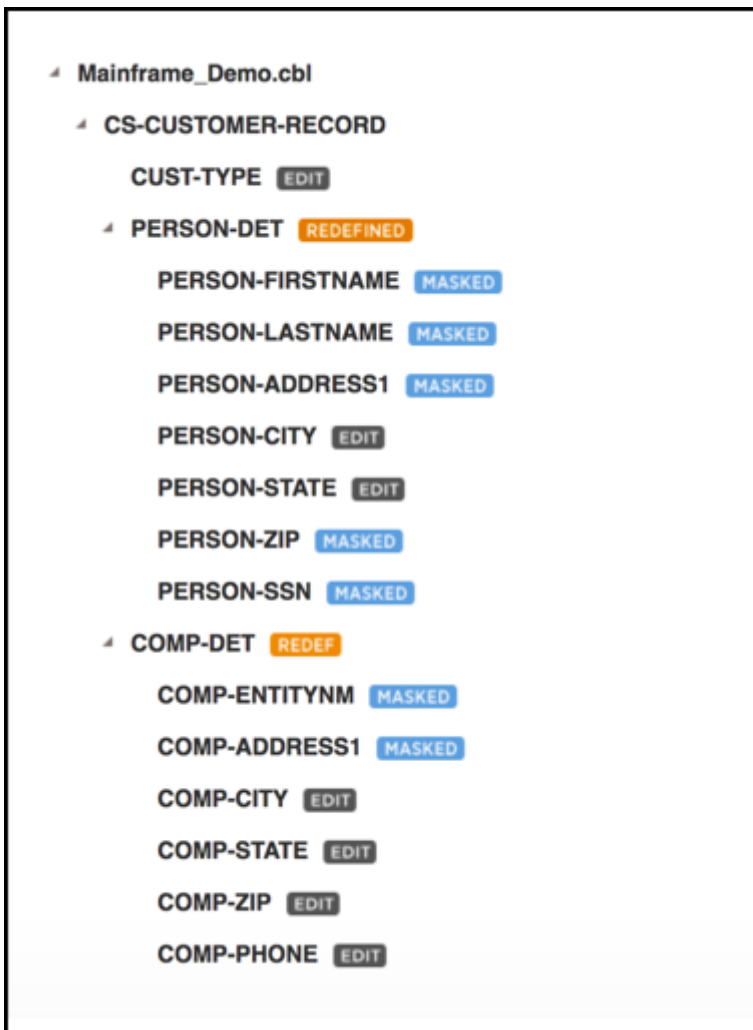 Mainframe_Demo.cbl
CS-CUSTOMER-RECORD
CUST-TYPE EDIT
PERSON-DET REDEFINED
PERSON-FIRSTNAME MASKED
PERSON-LASTNAME MASKED
PERSON-ADDRESS1 MASKED
PERSON-CITY EDIT
PERSON-STATE EDIT
PERSON-ZIP MASKED
PERSON-SSN MASKED
COMP-DET REDEF
COMP-ENTITYNM MASKED
COMP-ADDRESS1 MASKED
COMP-CITY EDIT
COMP-STATE EDIT
COMP-ZIP EDIT
COMP-PHONE EDIT